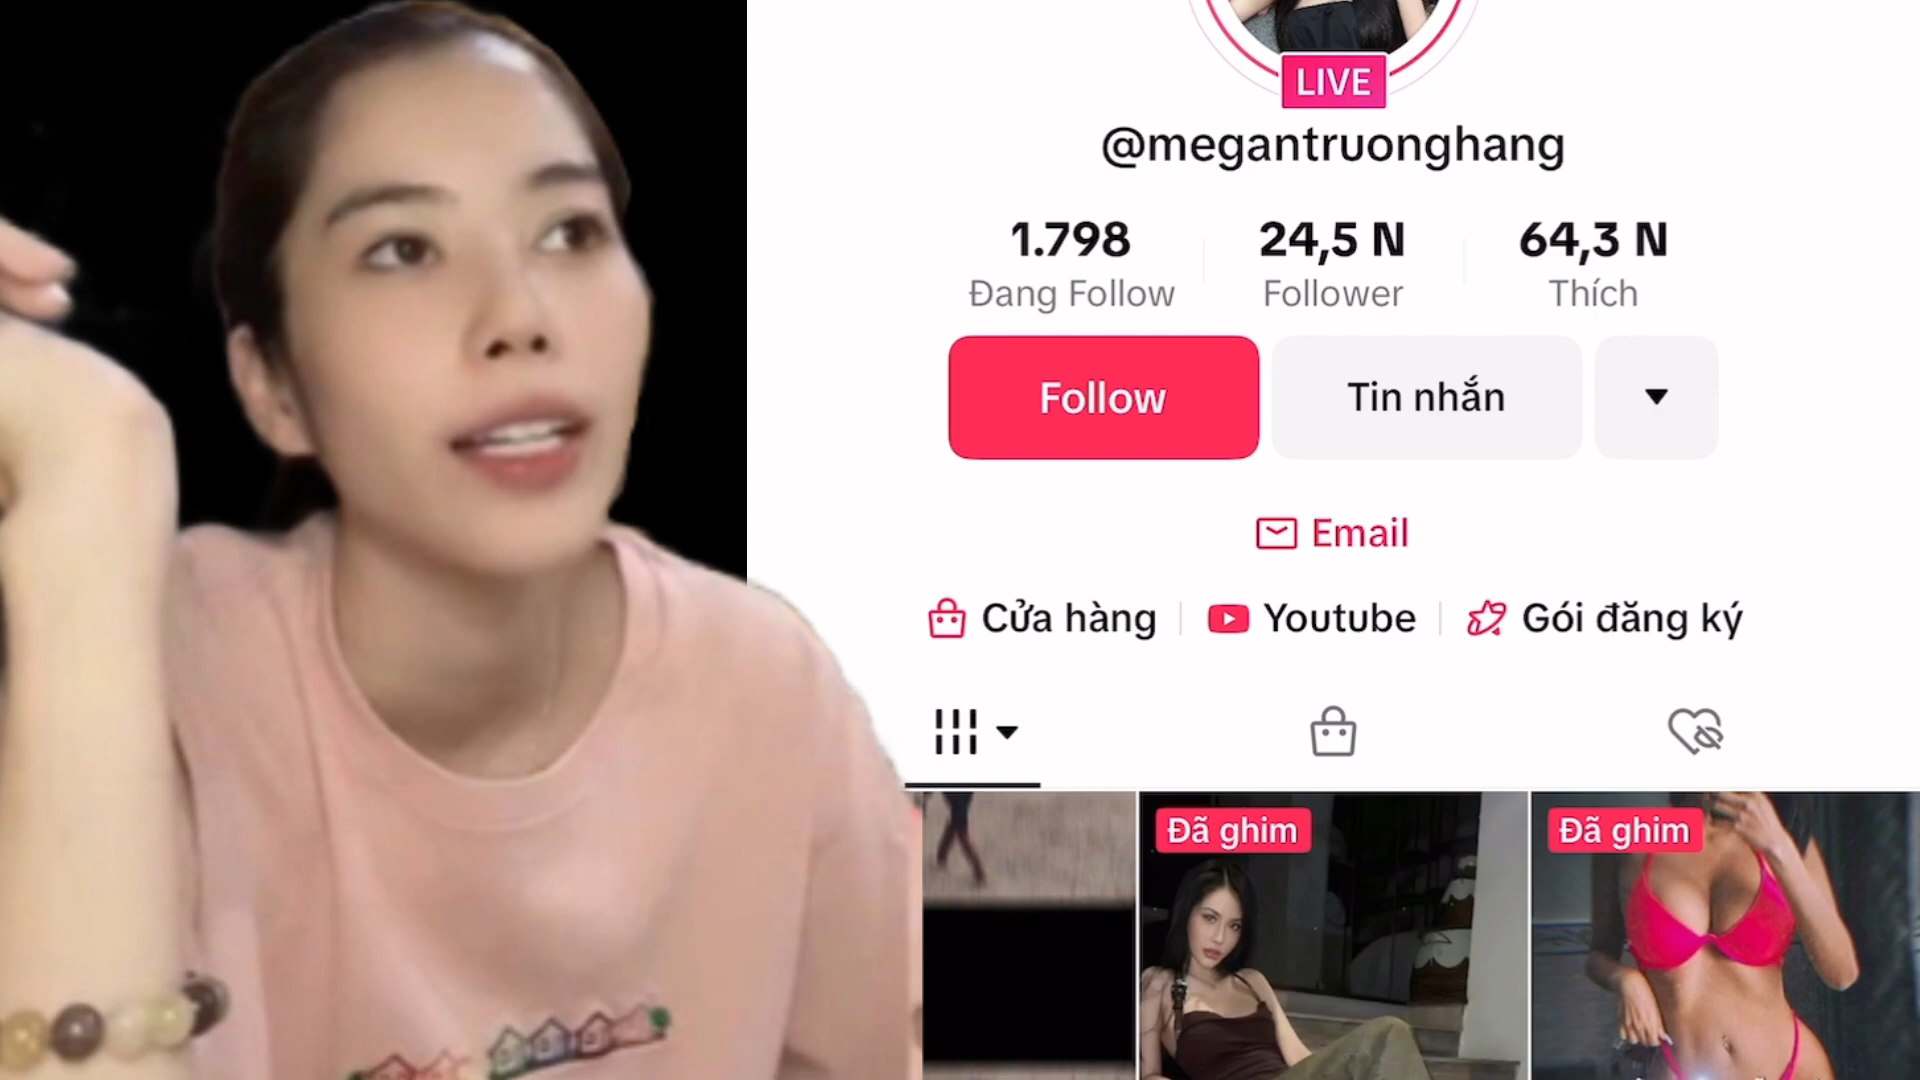 LIVE
@megantruonghang
1.798 24,5 N 64,3 N
Đang Follow Follower Thích
Follow Tin nhắn
Email
Cửa hàng Youtube Gói đăng ký
Đã ghim Đã ghim